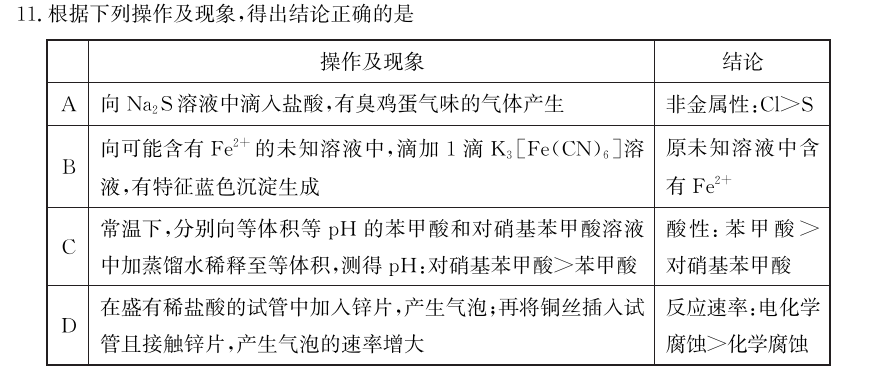 11. 根据下列操作及现象,得出结论正确的是
操作及现象 结论
A 向 Na₂S 溶液中滴入盐酸,有臭鸡蛋气味的气体产生 非金属性:Cl>S
B 向可能含有 Fe²⁺ 的未知溶液中,滴加 1 滴 K₃[Fe(CN)₆]溶 原未知溶液中含
液,有特征蓝色沉淀生成 有 Fe²⁺
C 常温下,分别向等体积等 pH 的苯甲酸和对硝基苯甲酸溶液 酸性:苯甲酸>
中加蒸馏水稀释至等体积,测得 pH:对硝基苯甲酸>苯甲酸 对硝基苯甲酸
D 在盛有稀盐酸的试管中加入锌片,产生气泡;再将铜丝插入试 反应速率:电化学
管且接触锌片,产生气泡的速率增大 腐蚀>化学腐蚀